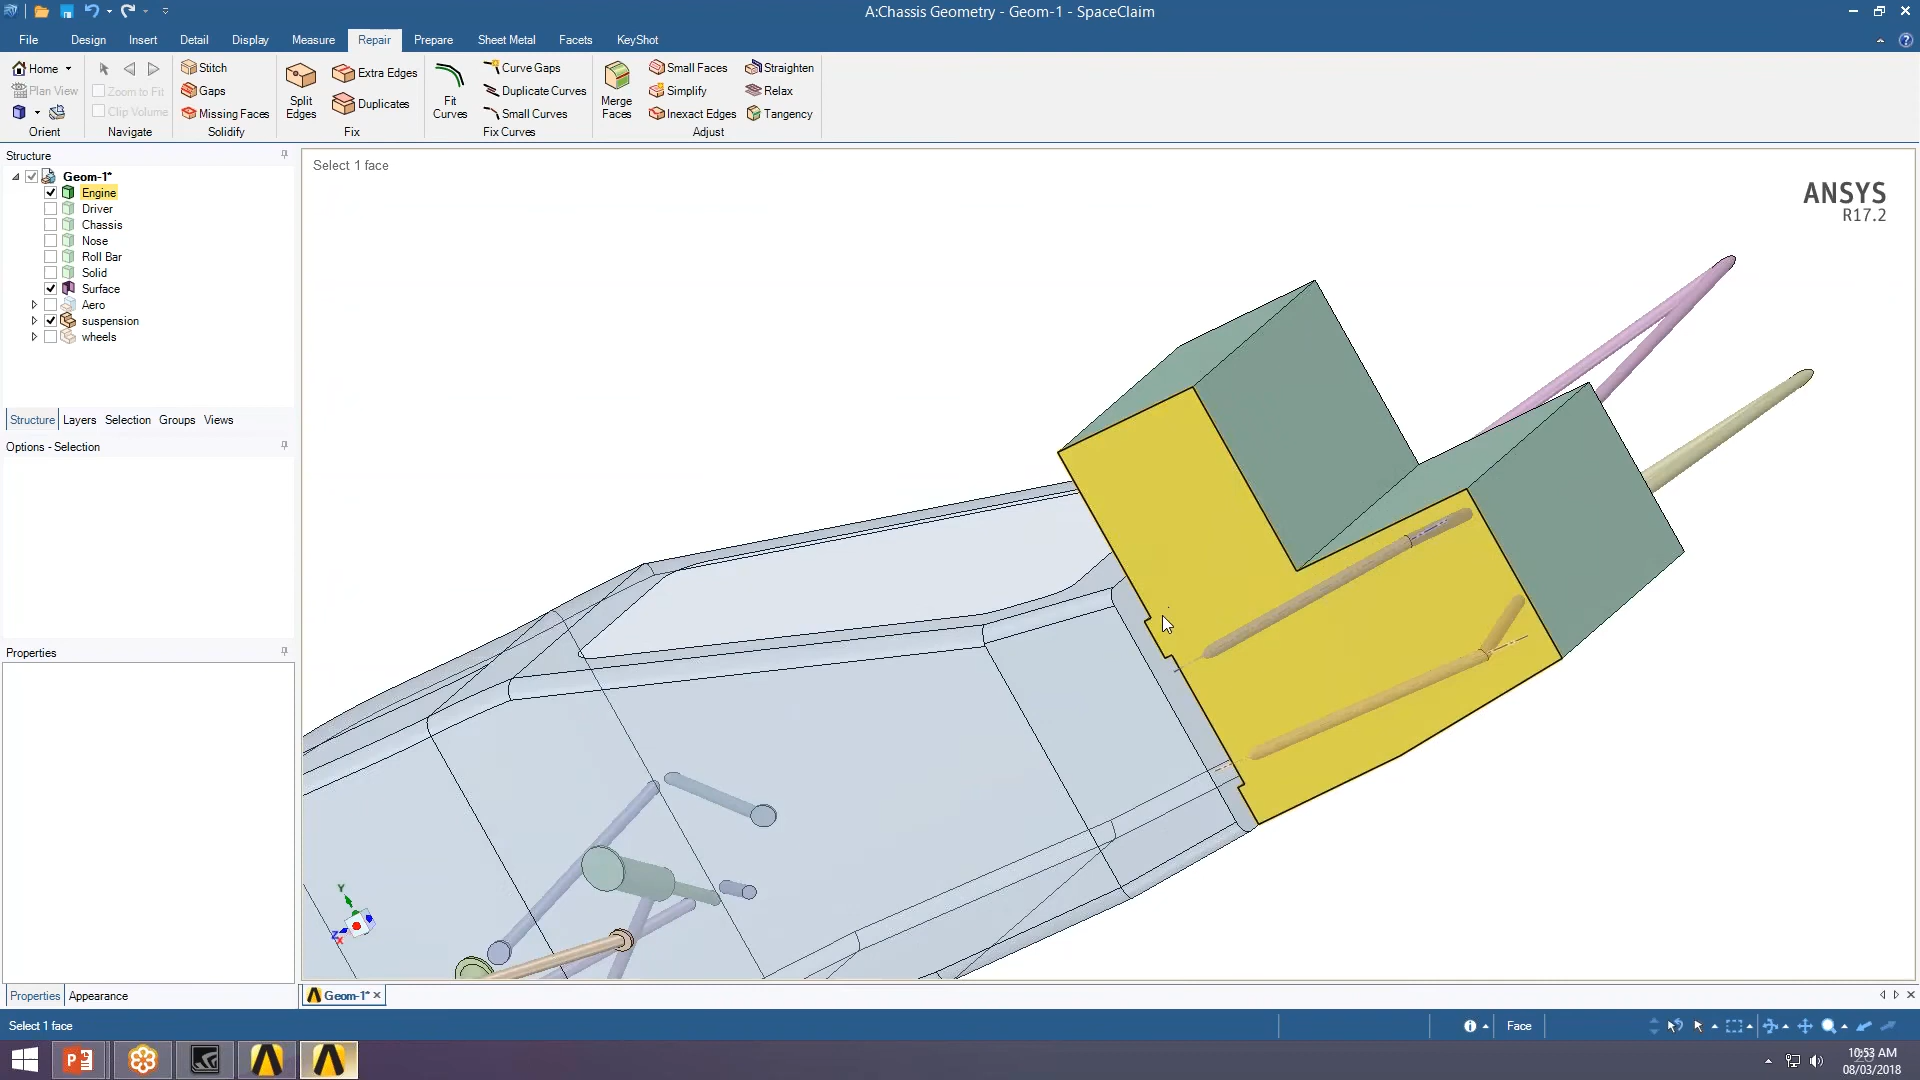 A:Chassis Geometry - Geom-1 - SpaceClaim
File Design Insert Detail Display Measure Repair Prepare Sheet Metal Facets KeyShot
Home
Plan View
Orient
Zoom to Fit
Clip Volume
Navigate
Stitch
Gaps
Missing Faces
Solidify
Split
Edges
Extra Edges
Duplicates
Fix
Fit
Curves
Curve Gaps
Duplicate Curves
Small Curves
Fix Curves
Merge
Faces
Small Faces
Simplify
Inexact Edges
Straighten
Relax
Tangency
Adjust
Structure
Geom-1*
Engine
Driver
Chassis
Nose
Roll Bar
Solid
Surface
Aero
suspension
wheels
Structure Layers Selection Groups Views
Options - Selection
Properties
Properties Appearance
Select 1 face
ANSYS
R17.2
Y
Z
X
Geom-1*
Select 1 face
Face
10:53 AM
08/03/2018